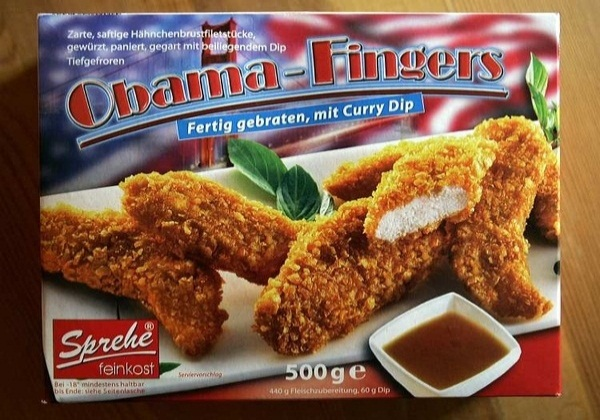 Zarte, saftige Hähnchenbrustfiletstücke,
gewürzt, paniert, gegart mit beiliegendem Dip
Tiefgefroren
Obama-Fingers
Fertig gebraten, mit Curry Dip
Sprehe®
feinkost
Bei -18° mindestens haltbar
bis Ende: siehe Seitenlasche
Serviervorschlag
500 g e
440 g Fleischzubereitung, 60 g Dip